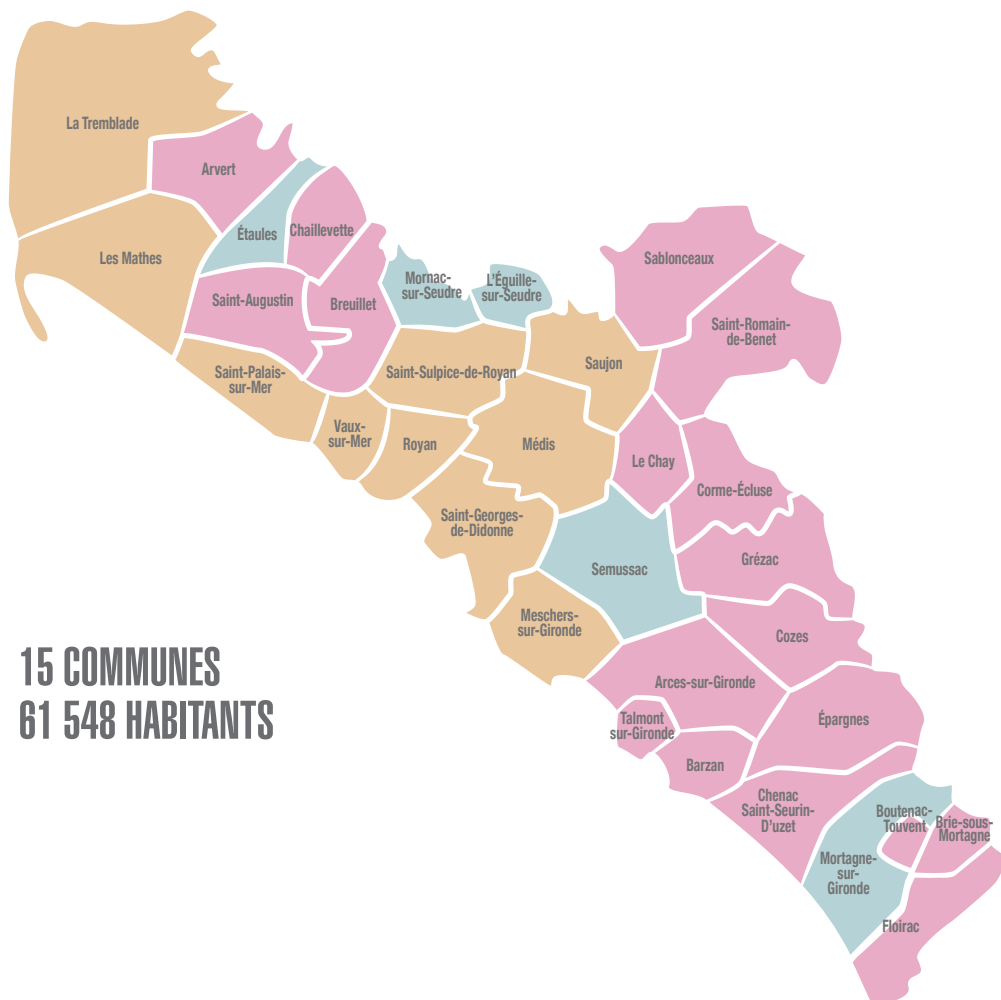 La Tremblade
Arvert
Étaules
Chaillevette
Les Mathes
Saint-Augustin
Breuillet
Mornac-
sur-Seudre
L'Éguille-
sur-Seudre
Sablonceaux
Saint-Romain-
de-Benet
Saint-Palais-
sur-Mer
Saint-Sulpice-de-Royan
Saujon
Vaux-
sur-Mer
Royan
Médis
Le Chay
Corme-Écluse
Saint-Georges-
de-Didonne
Semussac
Grézac
Meschers-
sur-Gironde
Cozes
15 COMMUNES
61 548 HABITANTS
Arces-sur-Gironde
Talmont
sur-Gironde
Épargnes
Barzan
Chenac
Saint-Seurin-
D'uzet
Boutenac-
Touvent
Brie-sous-
Mortagne
Mortagne-
sur-
Gironde
Floirac